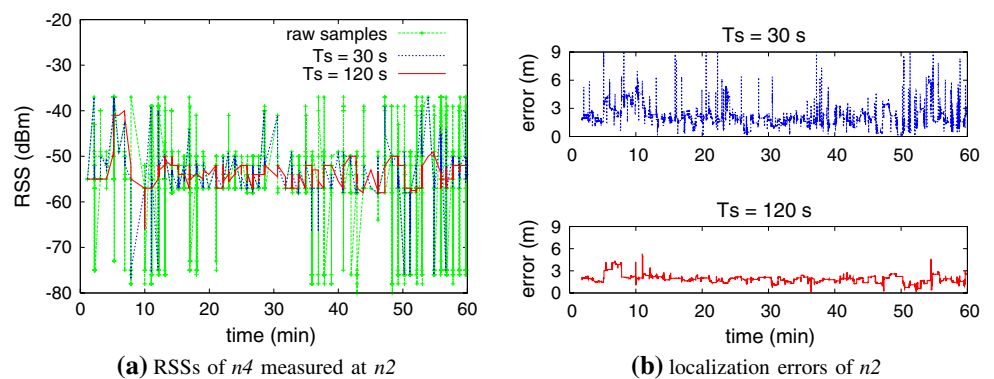 -20
-30
-40
-50
-60
-70
-80
RSS (dBm)
raw samples
Ts = 30 s
Ts = 120 s
0 10 20 30 40 50 60
time (min)
(a) RSSs of n4 measured at n2
Ts = 30 s
9
6
3
0
error (m)
0 10 20 30 40 50 60
Ts = 120 s
9
6
3
0
error (m)
0 10 20 30 40 50 60
time (min)
(b) localization errors of n2